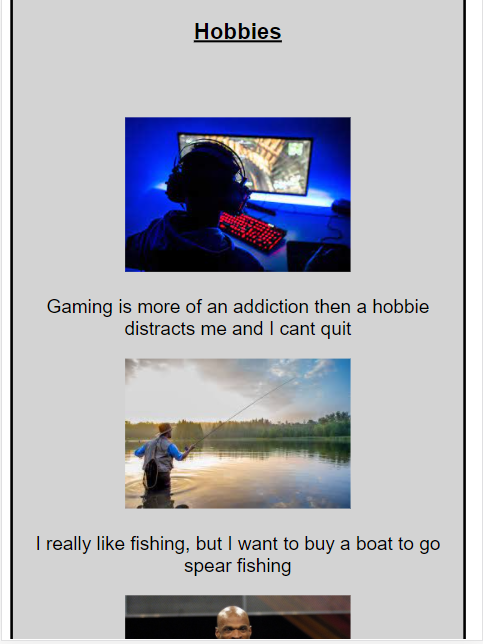 Hobbies
Gaming is more of an addiction then a hobbie
distracts me and I cant quit
I really like fishing, but I want to buy a boat to go
spear fishing